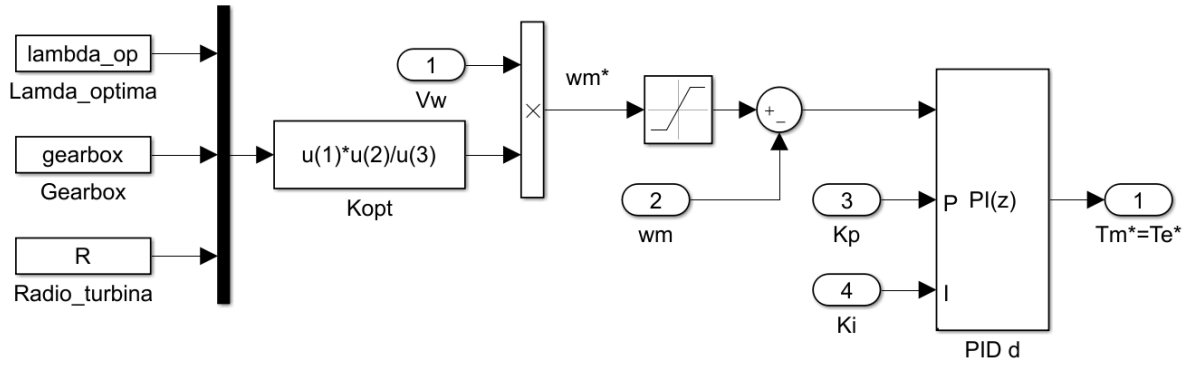 lambda_op
Lamda_optima
gearbox
Gearbox
R
Radio_turbina
u(1)*u(2)/u(3)
Kopt
1
Vw
×
wm*
+
−
2
wm
3
Kp
4
Ki
P PI(z)
I
PID d
1
Tm*=Te*